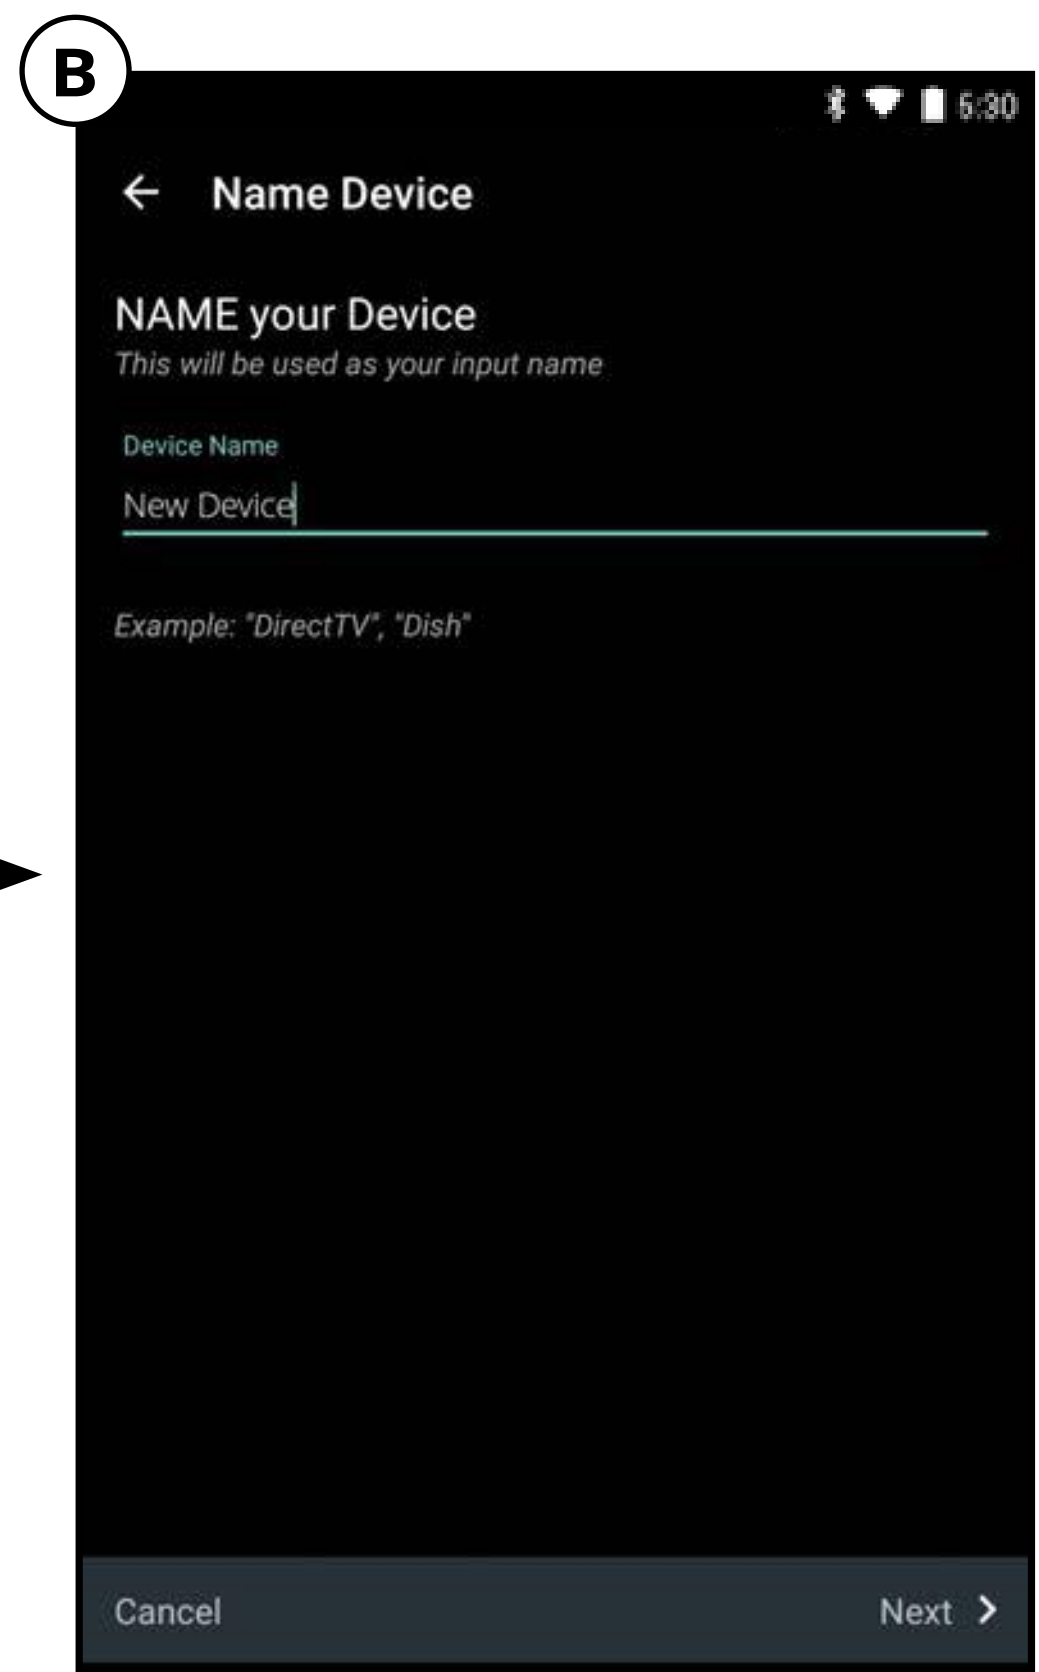 B
5:30
Name Device
NAME your Device
This will be used as your input name
Device Name
New Device
Example: "DirectTV", "Dish"
Cancel
Next